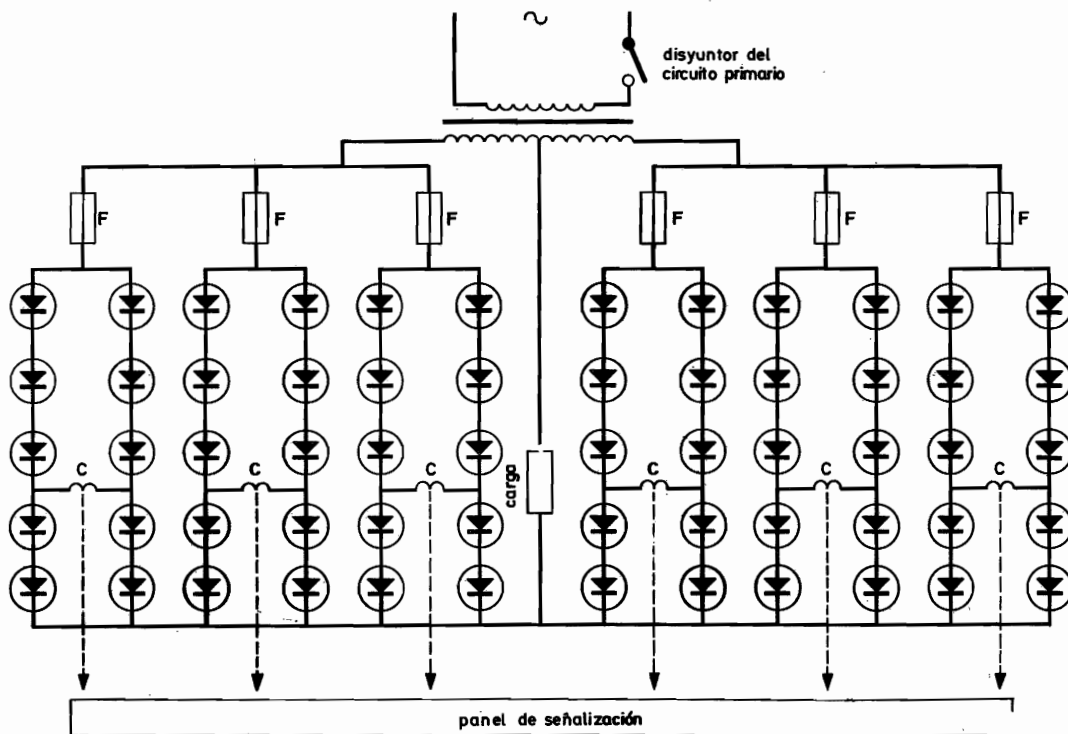 disyuntor del
circuito primario
F F F F F F
C C C C C C
carga
panel de señalización